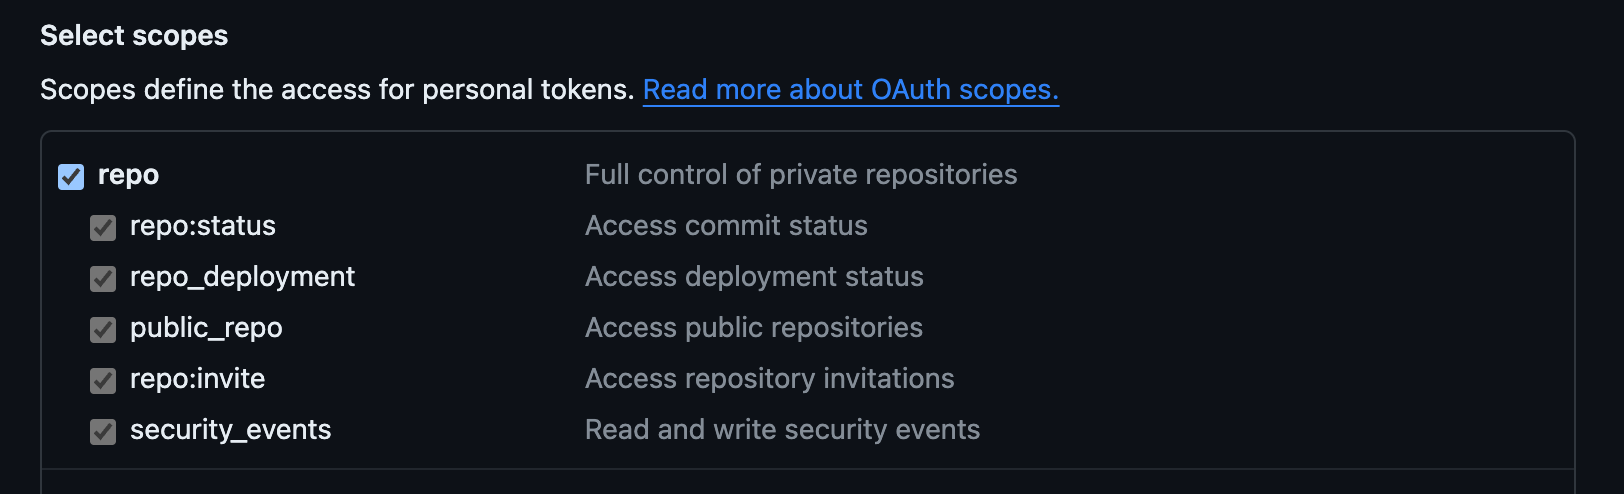 Select scopes
Scopes define the access for personal tokens. Read more about OAuth scopes.
repo Full control of private repositories
repo:status Access commit status
repo_deployment Access deployment status
public_repo Access public repositories
repo:invite Access repository invitations
security_events Read and write security events